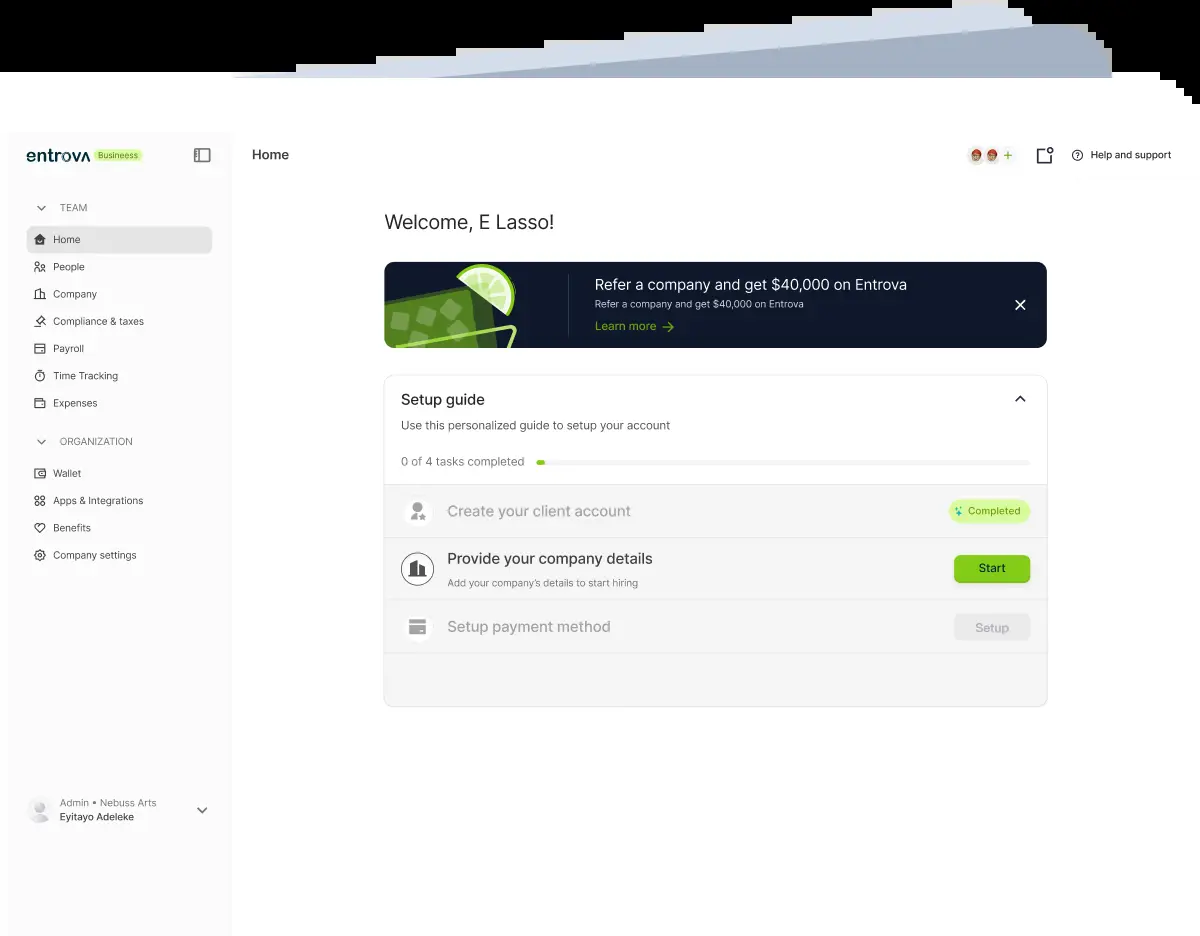 entrova Busineess
TEAM
Home
People
Company
Compliance & taxes
Payroll
Time Tracking
Expenses
ORGANIZATION
Wallet
Apps & Integrations
Benefits
Company settings
Admin • Nebuss Arts
Eyitayo Adeleke
Home
Help and support
Welcome, E Lasso!
Refer a company and get $40,000 on Entrova
Refer a company and get $40,000 on Entrova
Learn more
Setup guide
Use this personalized guide to setup your account
0 of 4 tasks completed
Create your client account
Completed
Provide your company details
Add your company's details to start hiring
Start
Setup payment method
Setup